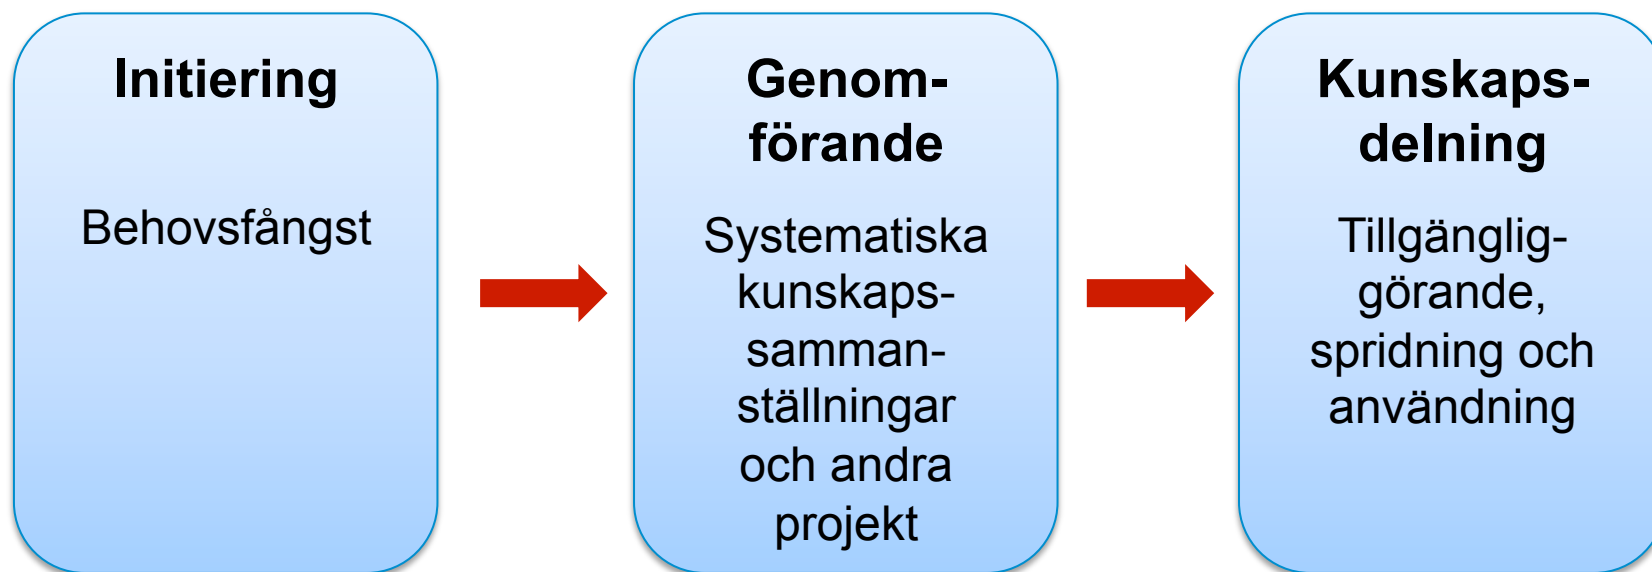 Initiering
Behovsfångst
Genom-
förande
Systematiska
kunskaps-
samman-
ställningar
och andra
projekt
Kunskaps-
delning
Tillgänglig-
görande,
spridning och
användning